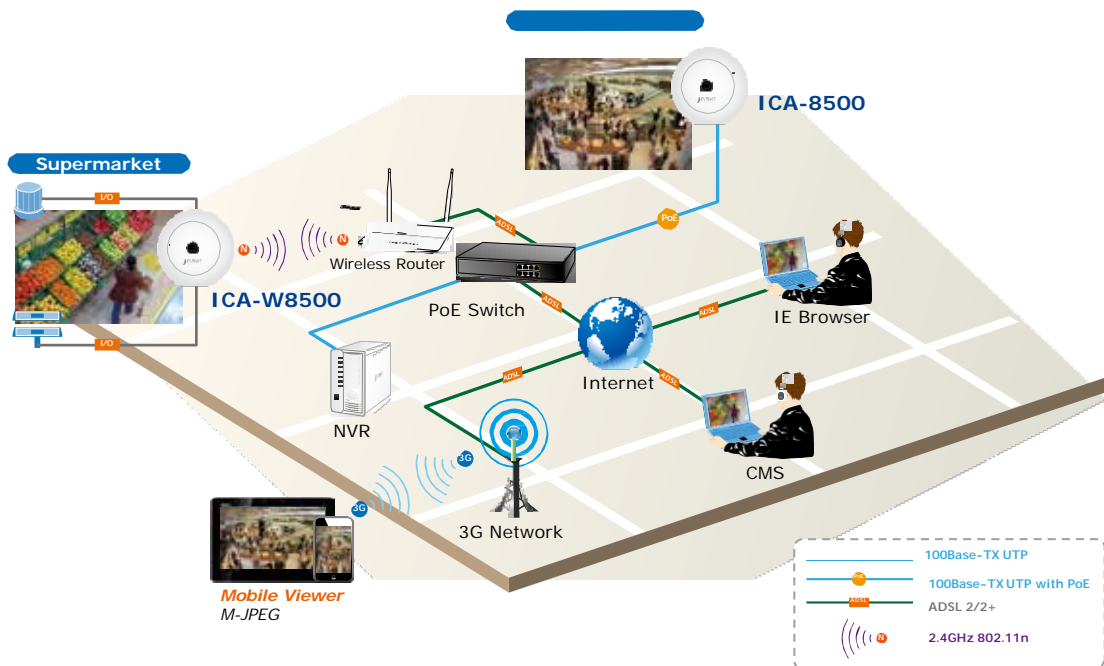 ICA-8500
Supermarket
I/O
N
N
ADSL
PoE
Wireless Router
ICA-W8500
PoE Switch
ADSL
ADSL
IE Browser
I/O
Internet
ADSL
ADSL
NVR
CMS
3G
3G
3G Network
Mobile Viewer
M-JPEG
100Base-TX UTP
PoE
100Base-TX UTP with PoE
ADSL
ADSL 2/2+
N
2.4GHz 802.11n